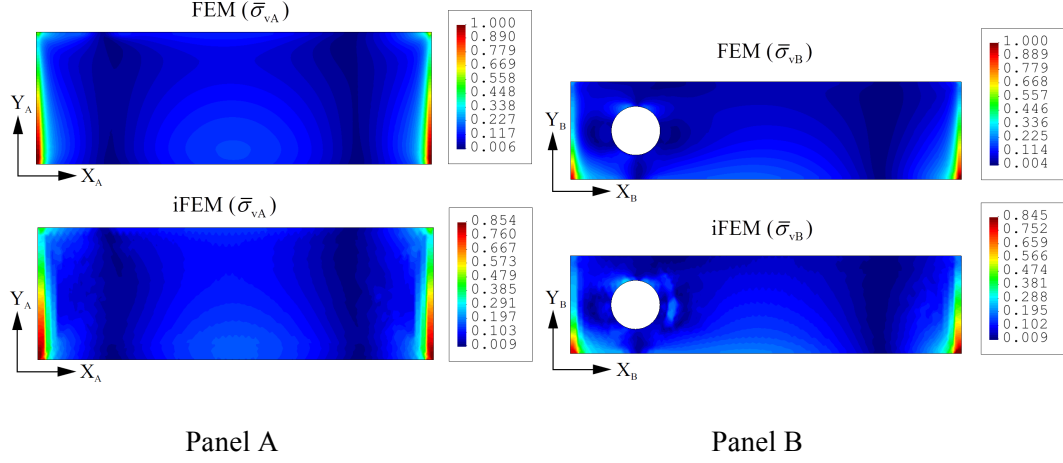 FEM (σ̄vA)
1.000
0.890
0.779
0.669
0.558
0.448
0.338
0.227
0.117
0.006
YA
XA
FEM (σ̄vB)
1.000
0.889
0.779
0.668
0.557
0.446
0.336
0.225
0.114
0.004
YB
XB
iFEM (σ̄vA)
0.854
0.760
0.667
0.573
0.479
0.385
0.291
0.197
0.103
0.009
YA
XA
iFEM (σ̄vB)
0.845
0.752
0.659
0.566
0.474
0.381
0.288
0.195
0.102
0.009
YB
XB
Panel A
Panel B